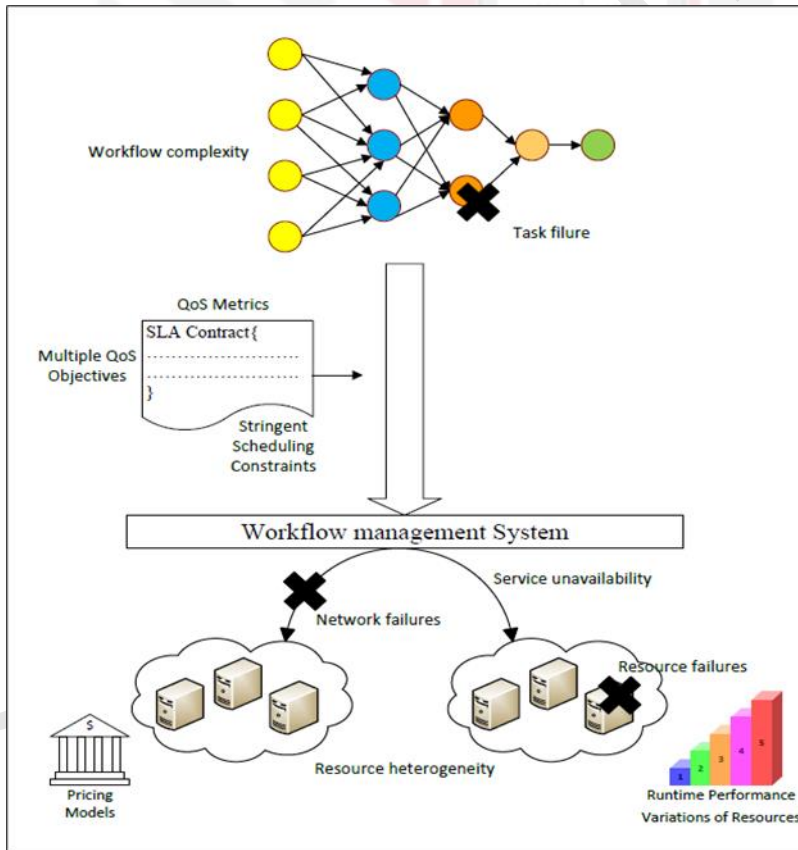 Workflow complexity
Task filure
QoS Metrics
SLA Contract{
Multiple QoS
Objectives
........................
........................
}
Stringent
Scheduling
Constraints
Workflow management System
Service unavailability
Network failures
Resource failures
$
1
2
3
4
5
Resource heterogeneity
Pricing
Models
Runtime Performance
Variations of Resources